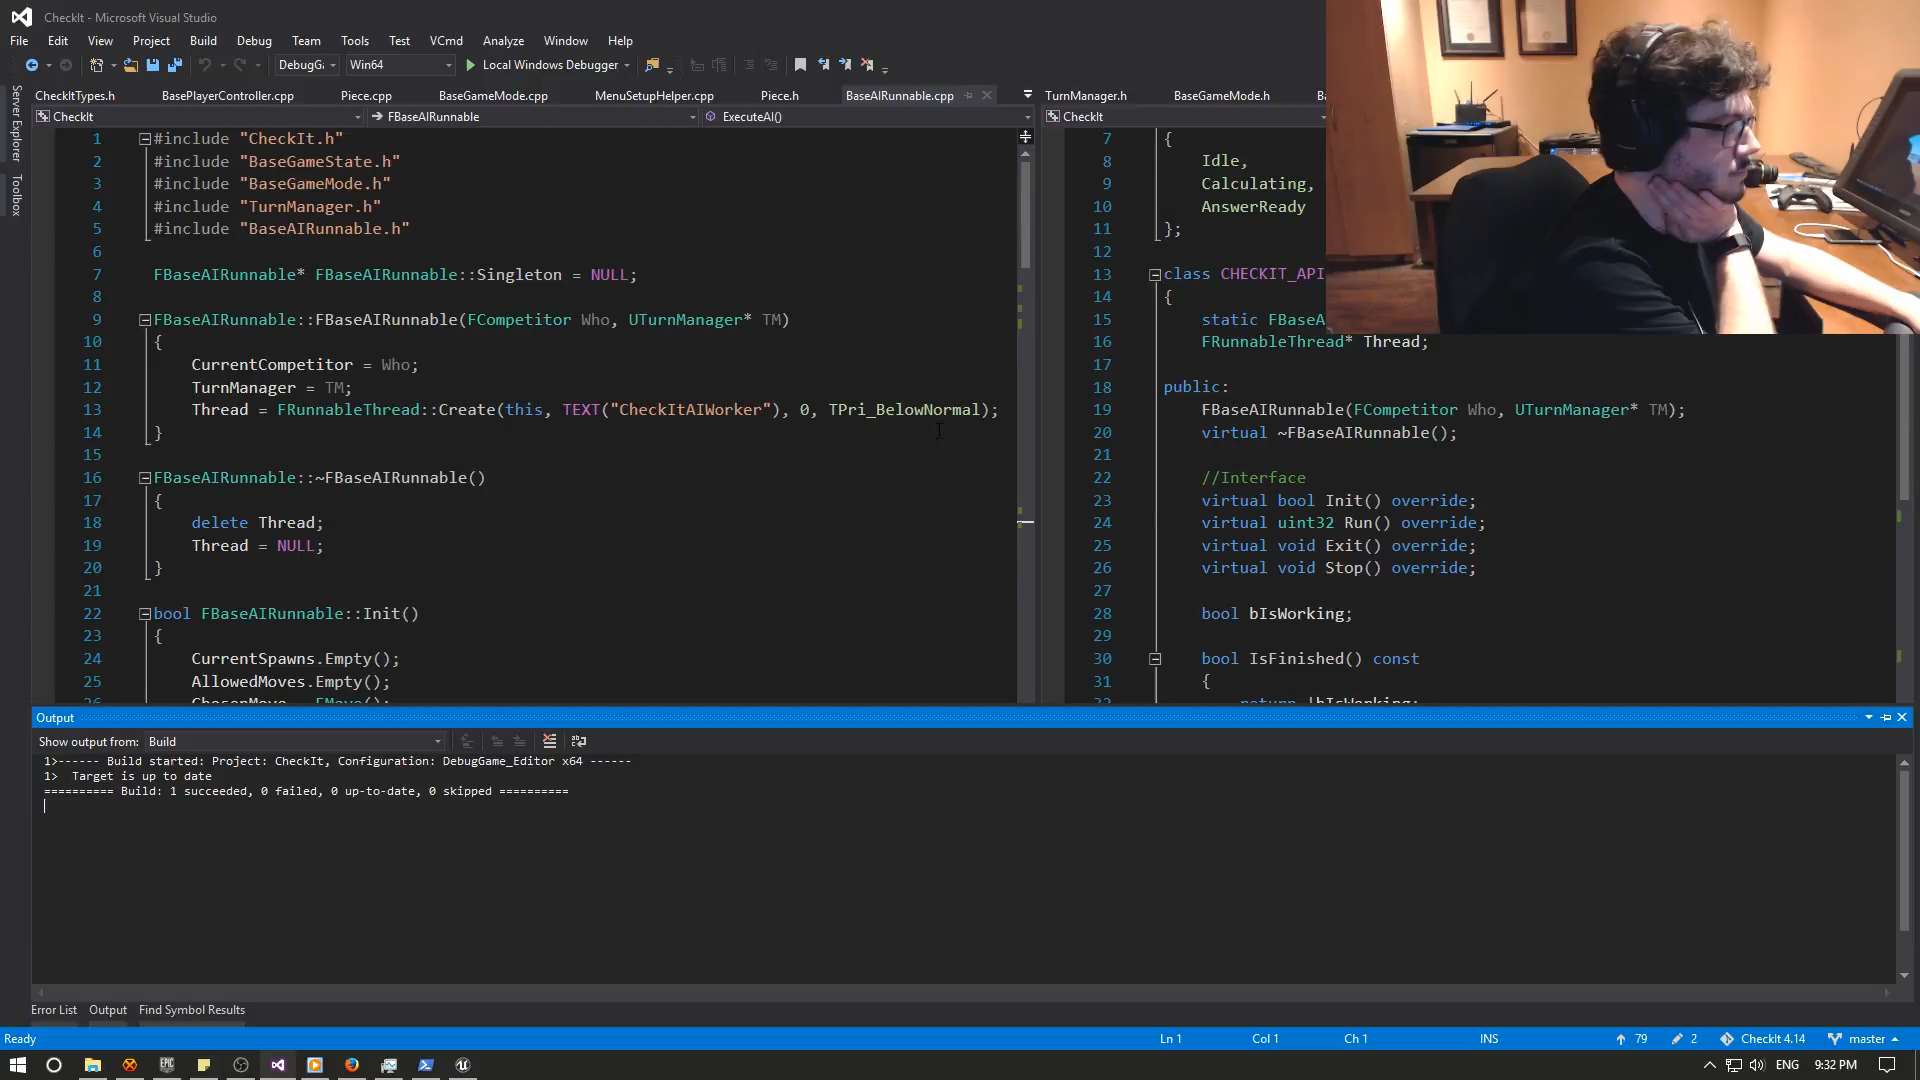 CheckIt - Microsoft Visual Studio
File Edit View Project Build Debug Team Tools Test VCmd Analyze Window Help
DebugGa Win64 Local Windows Debugger
Server Explorer
Toolbox
CheckItTypes.h BasePlayerController.cpp Piece.cpp BaseGameMode.cpp MenuSetupHelper.cpp Piece.h BaseAIRunnable.cpp
CheckIt FBaseAIRunnable ExecuteAI()
1 #include "CheckIt.h"
2 #include "BaseGameState.h"
3 #include "BaseGameMode.h"
4 #include "TurnManager.h"
5 #include "BaseAIRunnable.h"
6
7 FBaseAIRunnable* FBaseAIRunnable::Singleton = NULL;
8
9 FBaseAIRunnable::FBaseAIRunnable(FCompetitor Who, UTurnManager* TM)
10 {
11 CurrentCompetitor = Who;
12 TurnManager = TM;
13 Thread = FRunnableThread::Create(this, TEXT("CheckItAIWorker"), 0, TPri_BelowNormal);
14 }
15
16 FBaseAIRunnable::~FBaseAIRunnable()
17 {
18 delete Thread;
19 Thread = NULL;
20 }
21
22 bool FBaseAIRunnable::Init()
23 {
24 CurrentSpawns.Empty();
25 AllowedMoves.Empty();
26 ChosenMove = FMove();
TurnManager.h BaseGameMode.h Ba
CheckIt
7 {
8 Idle,
9 Calculating,
10 AnswerReady
11 };
12
13 class CHECKIT_API
14 {
15 static FBaseA
16 FRunnableThread* Thread;
17
18 public:
19 FBaseAIRunnable(FCompetitor Who, UTurnManager* TM);
20 virtual ~FBaseAIRunnable();
21
22 //Interface
23 virtual bool Init() override;
24 virtual uint32 Run() override;
25 virtual void Exit() override;
26 virtual void Stop() override;
27
28 bool bIsWorking;
29
30 bool IsFinished() const
31 {
32 return !bIsWorking;
Output
Show output from: Build
1>------ Build started: Project: CheckIt, Configuration: DebugGame_Editor x64 ------
1> Target is up to date
========== Build: 1 succeeded, 0 failed, 0 up-to-date, 0 skipped ==========
Error List Output Find Symbol Results
Ready Ln 1 Col 1 Ch 1 INS 79 2 CheckIt 4.14 master
ENG 9:32 PM